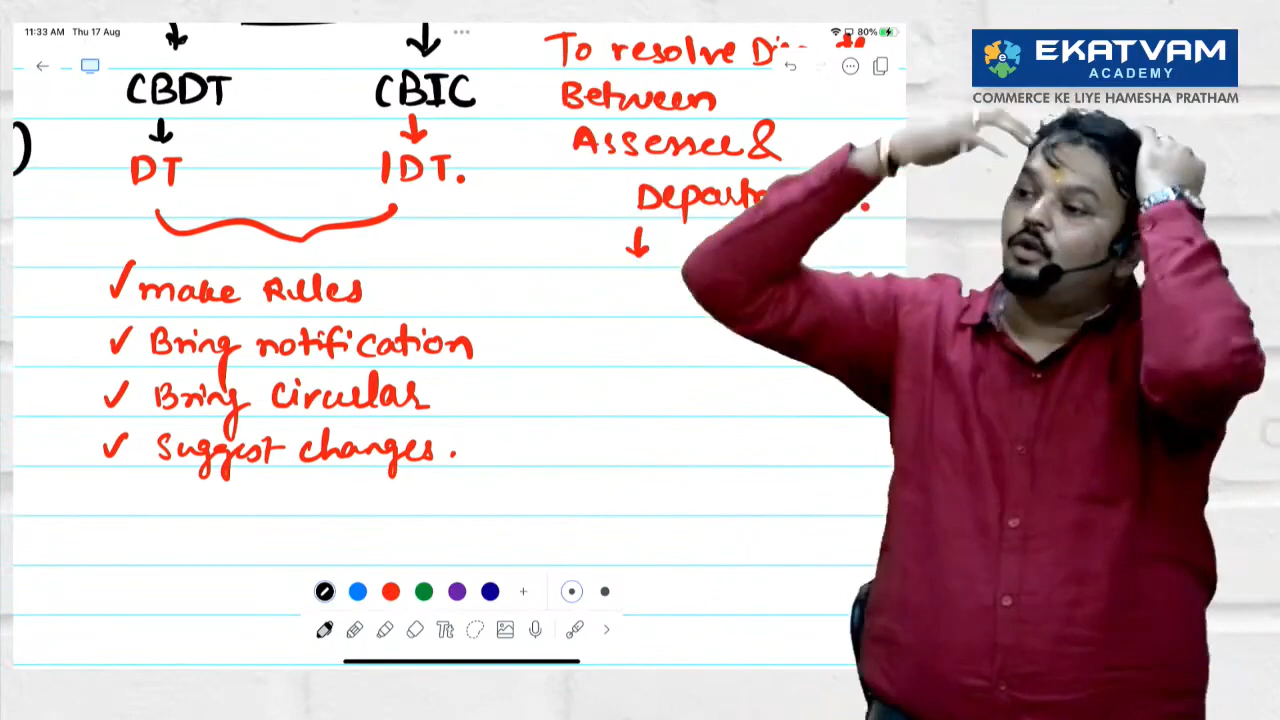 11:33 AM Thu 17 Aug
80%
CBDT
CBIC
DT
IDT.
✓ make Rules
✓ Bring notification
✓ Bring Circular
✓ Suggest changes.
To resolve
Between
Assessee &
)
Tt
EKATVAM
ACADEMY
COMMERCE KE LIYE HAMESHA PRATHAM